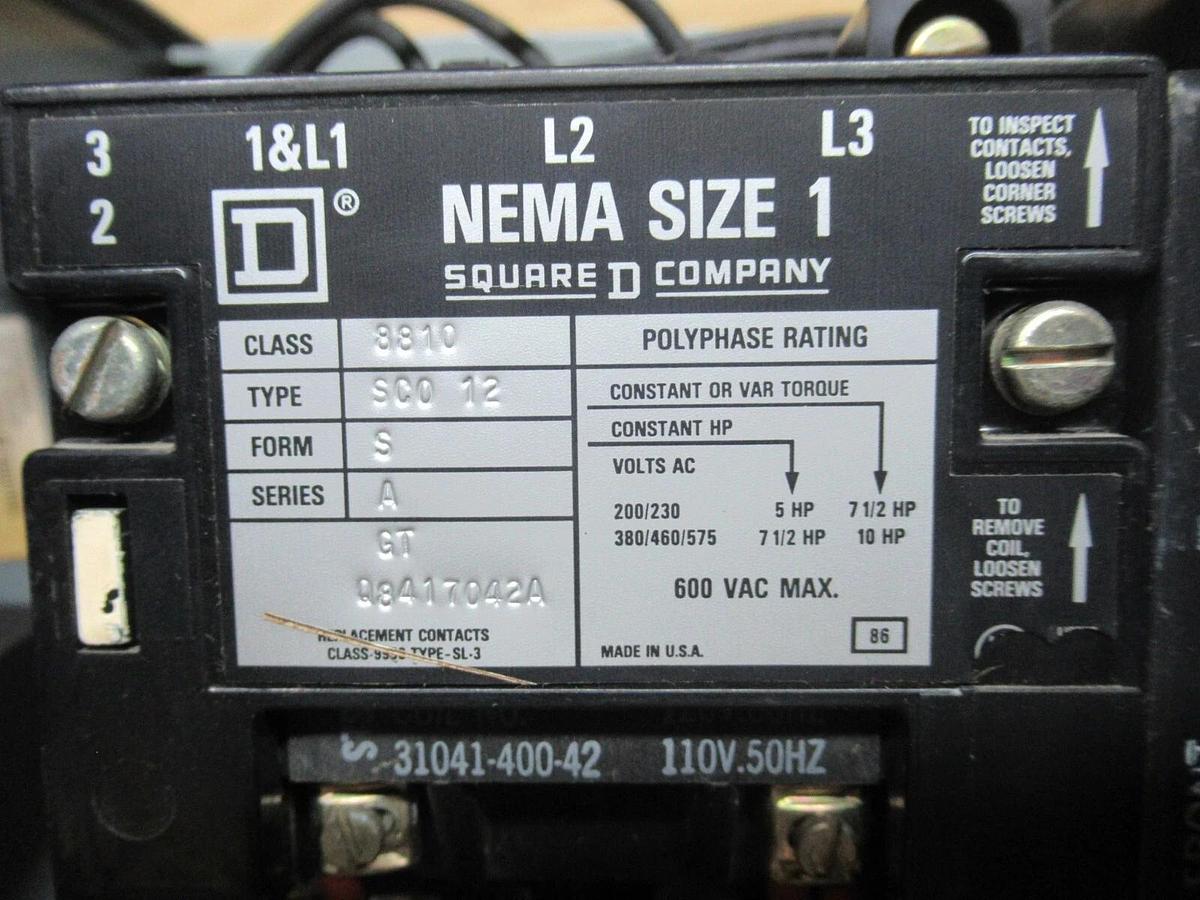 3 1&L1 L2 L3
2
D ®
NEMA SIZE 1
SQUARE D COMPANY
TO INSPECT
CONTACTS,
LOOSEN
CORNER
SCREWS
CLASS 8810
TYPE SCO 12
FORM S
SERIES A
GT
Q8417042A
REPLACEMENT CONTACTS
CLASS-9998 TYPE-SL-3
POLYPHASE RATING
CONSTANT OR VAR TORQUE
CONSTANT HP
VOLTS AC
200/230 5 HP 7 1/2 HP
380/460/575 7 1/2 HP 10 HP
600 VAC MAX.
86
MADE IN U.S.A.
TO
REMOVE
COIL,
LOOSEN
SCREWS
S 31041-400-42 110V.50HZ